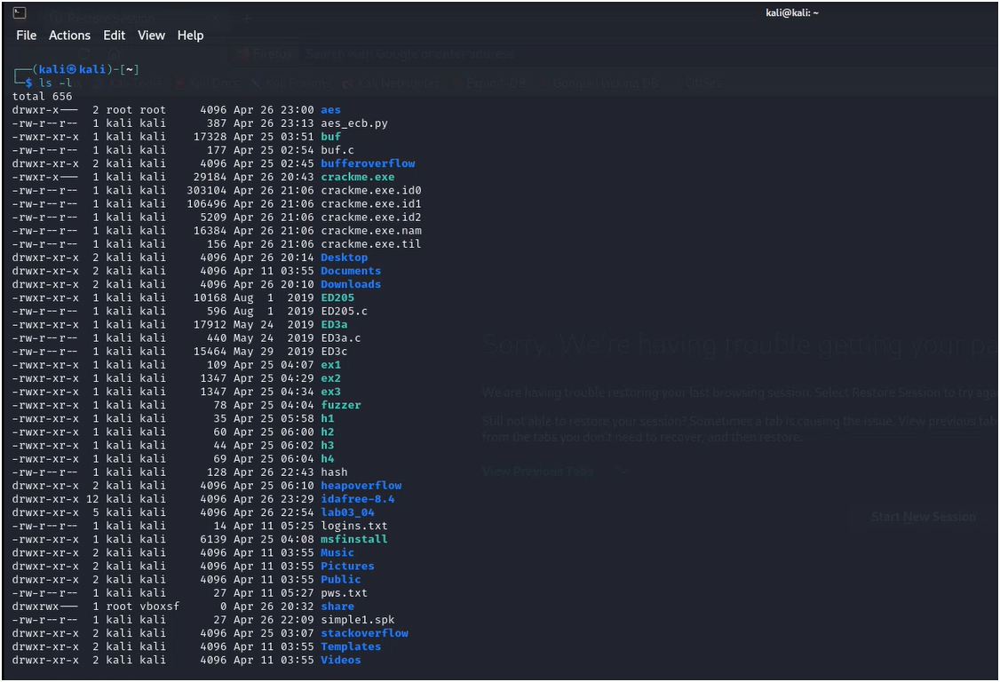 kali@kali: ~
File Actions Edit View Help
┌──(kali㉿kali)-[~]
└─$ ls -l
total 656
drwxr-x--- 2 root root 4096 Apr 26 23:00 aes
-rw-r--r-- 1 kali kali 387 Apr 26 23:13 aes_ecb.py
-rwxr-xr-x 1 kali kali 17328 Apr 25 03:51 buf
-rw-r--r-- 1 kali kali 177 Apr 25 02:54 buf.c
drwxr-xr-x 2 kali kali 4096 Apr 25 02:45 bufferoverflow
-rwxr-x--- 1 kali kali 29184 Apr 26 20:43 crackme.exe
-rw-r--r-- 1 kali kali 303104 Apr 26 21:06 crackme.exe.id0
-rw-r--r-- 1 kali kali 106496 Apr 26 21:06 crackme.exe.id1
-rw-r--r-- 1 kali kali 5209 Apr 26 21:06 crackme.exe.id2
-rw-r--r-- 1 kali kali 16384 Apr 26 21:06 crackme.exe.nam
-rw-r--r-- 1 kali kali 156 Apr 26 21:06 crackme.exe.til
drwxr-xr-x 2 kali kali 4096 Apr 26 20:14 Desktop
drwxr-xr-x 2 kali kali 4096 Apr 11 03:55 Documents
drwxr-xr-x 2 kali kali 4096 Apr 26 20:10 Downloads
-rwxr-xr-x 1 kali kali 10168 Aug 1 2019 ED205
-rw-r--r-- 1 kali kali 596 Aug 1 2019 ED205.c
-rwxr-xr-x 1 kali kali 17912 May 24 2019 ED3a
-rw-r--r-- 1 kali kali 440 May 24 2019 ED3a.c
-rw-r--r-- 1 kali kali 15464 May 29 2019 ED3c
-rwxr-xr-x 1 kali kali 109 Apr 25 04:07 ex1
-rwxr-xr-x 1 kali kali 1347 Apr 25 04:29 ex2
-rwxr-xr-x 1 kali kali 1347 Apr 25 04:34 ex3
-rwxr-xr-x 1 kali kali 78 Apr 25 04:04 fuzzer
-rwxr-xr-x 1 kali kali 35 Apr 25 05:58 h1
-rwxr-xr-x 1 kali kali 60 Apr 25 06:00 h2
-rwxr-xr-x 1 kali kali 44 Apr 25 06:02 h3
-rwxr-xr-x 1 kali kali 69 Apr 25 06:04 h4
-rw-r--r-- 1 kali kali 128 Apr 26 22:43 hash
drwxr-xr-x 2 kali kali 4096 Apr 25 06:10 heapoverflow
drwxr-xr-x 12 kali kali 4096 Apr 26 23:29 idafree-8.4
drwxr-xr-x 5 kali kali 4096 Apr 26 22:54 lab03_04
-rw-r--r-- 1 kali kali 14 Apr 11 05:25 logins.txt
-rwxr-xr-x 1 kali kali 6139 Apr 25 04:08 msfinstall
drwxr-xr-x 2 kali kali 4096 Apr 11 03:55 Music
drwxr-xr-x 2 kali kali 4096 Apr 11 03:55 Pictures
drwxr-xr-x 2 kali kali 4096 Apr 11 03:55 Public
-rw-r--r-- 1 kali kali 27 Apr 11 05:27 pws.txt
drwxrwx--- 1 root vboxsf 0 Apr 26 20:32 share
-rw-r--r-- 1 kali kali 27 Apr 26 22:09 simple1.spk
drwxr-xr-x 2 kali kali 4096 Apr 25 03:07 stackoverflow
drwxr-xr-x 2 kali kali 4096 Apr 11 03:55 Templates
drwxr-xr-x 2 kali kali 4096 Apr 11 03:55 Videos
Sorry. We're having trouble getting your
We are having trouble restoring your last browsing session. Select Restore Session to try
Still not able to restore your session? Sometimes a tab is causing the issue. View previous
from the tabs you don't need to recover, and then restore.
View Previous Tabs
Start New Session